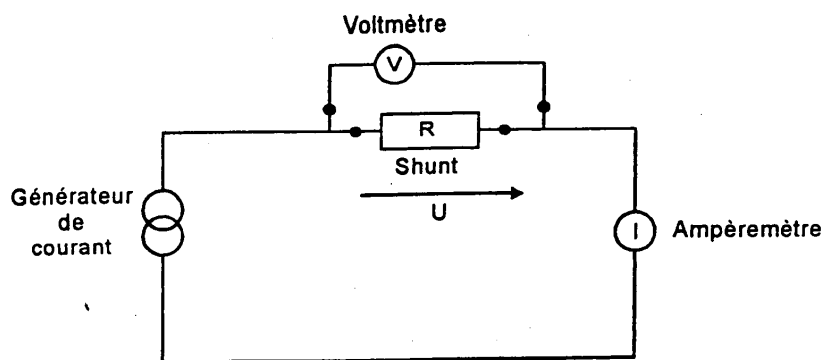 Voltmètre
V
R
Shunt
U
Générateur
de
courant
I
Ampèremètre